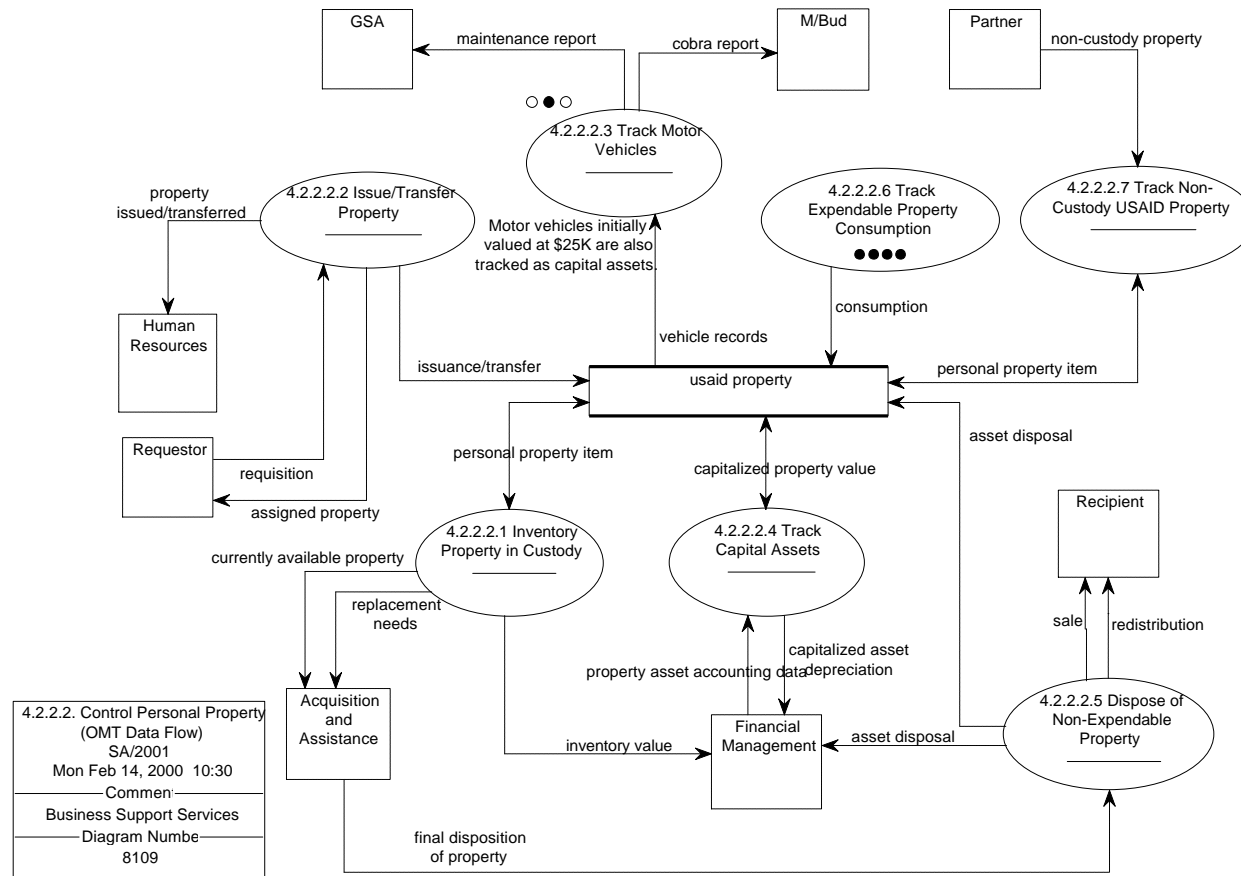 GSA
maintenance report
cobra report
M/Bud
Partner
non-custody property
4.2.2.2.3 Track Motor
Vehicles
property
issued/transferred
4.2.2.2.2 Issue/Transfer
Property
Motor vehicles initially
valued at $25K are also
tracked as capital assets.
4.2.2.2.6 Track
Expendable Property
Consumption
4.2.2.2.7 Track Non-
Custody USAID Property
Human
Resources
consumption
vehicle records
issuance/transfer
usaid property
personal property item
Requestor
requisition
assigned property
personal property item
capitalized property value
asset disposal
Recipient
4.2.2.2.1 Inventory
Property in Custody
4.2.2.2.4 Track
Capital Assets
currently available property
replacement
needs
sale
redistribution
property asset accounting data
capitalized asset
depreciation
Acquisition
and
Assistance
Financial
Management
inventory value
asset disposal
4.2.2.2.5 Dispose of
Non-Expendable
Property
4.2.2.2. Control Personal Property
(OMT Data Flow)
SA/2001
Mon Feb 14, 2000 10:30
Commen
Business Support Services
Diagram Numbe
8109
final disposition
of property